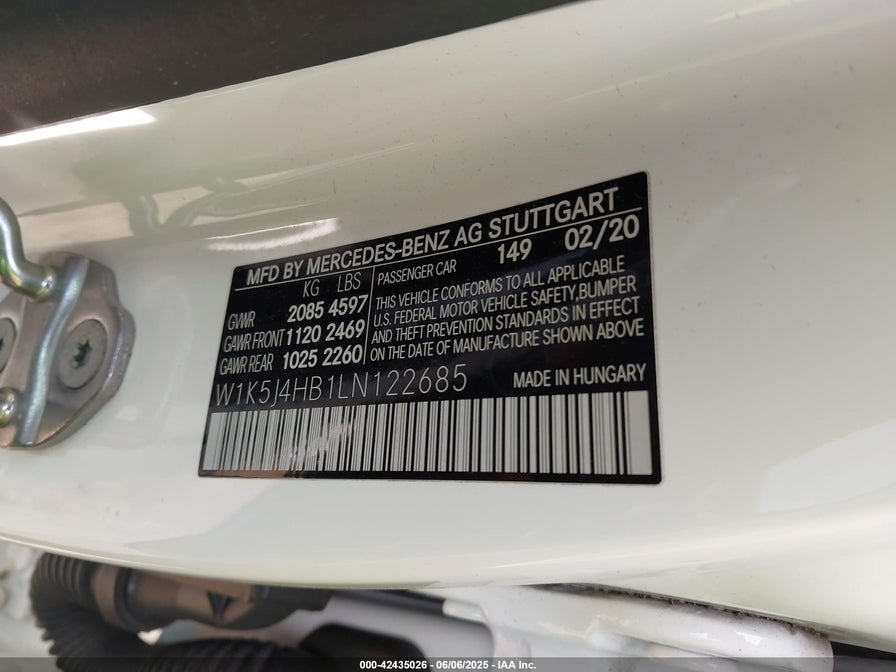 MFD BY MERCEDES-BENZ AG STUTTGART
KG LBS
GVWR 2085 4597
GAWR FRONT 1120 2469
GAWR REAR 1025 2260
PASSENGER CAR 149 02/20
THIS VEHICLE CONFORMS TO ALL APPLICABLE
U.S. FEDERAL MOTOR VEHICLE SAFETY, BUMPER
AND THEFT PREVENTION STANDARDS IN EFFECT
ON THE DATE OF MANUFACTURE SHOWN ABOVE
W1K5J4HB1LN122685 MADE IN HUNGARY
000-42435026 - 06/06/2025 - IAA Inc.